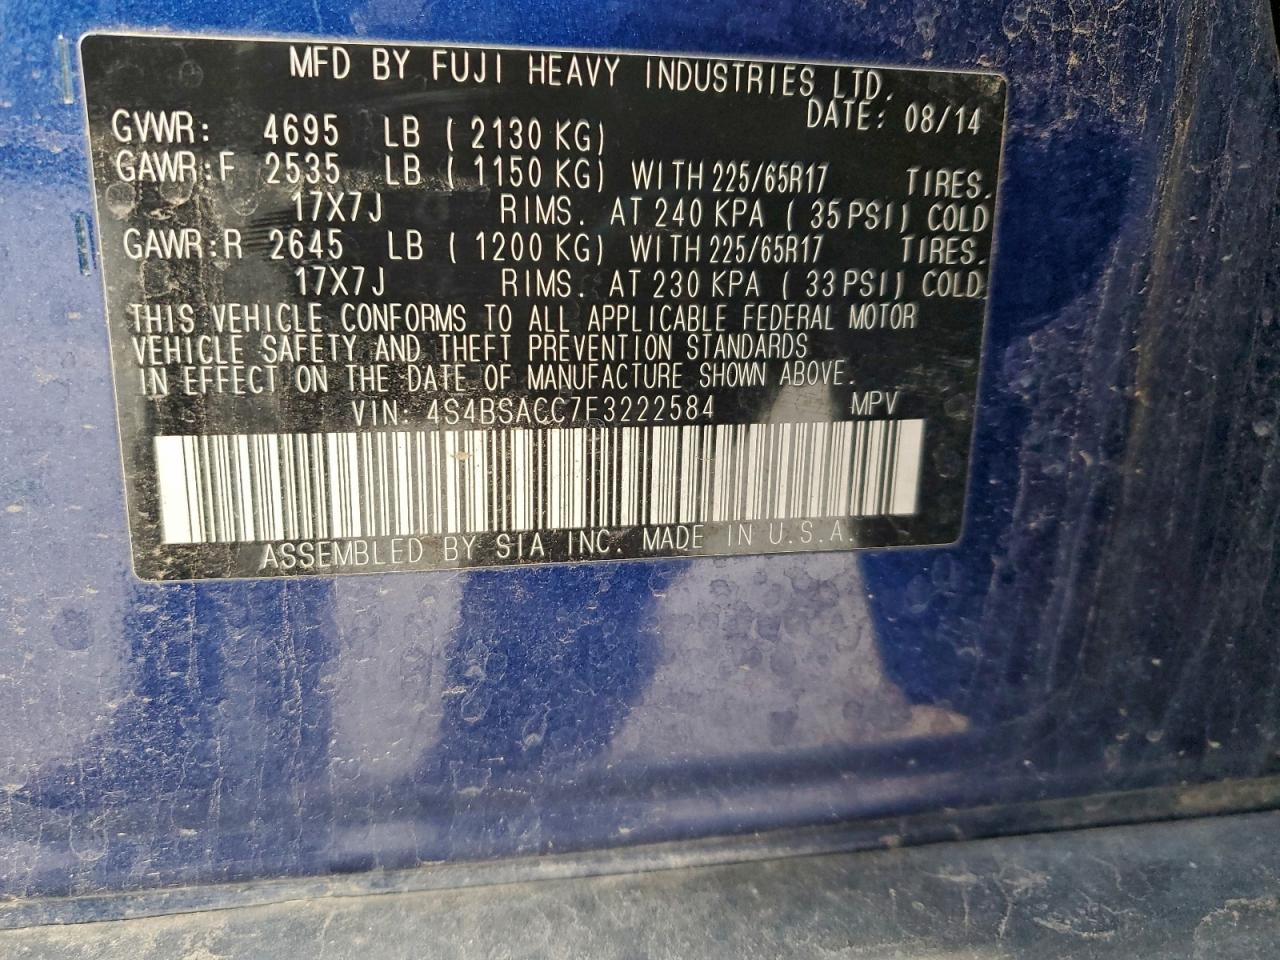 MFD BY FUJI HEAVY INDUSTRIES LTD.
DATE: 08/14
GVWR: 4695 LB ( 2130 KG)
GAWR:F 2535 LB ( 1150 KG) WITH 225/65R17 TIRES.
17X7J RIMS. AT 240 KPA ( 35 PSI) COLD
GAWR:R 2645 LB ( 1200 KG) WITH 225/65R17 TIRES.
17X7J RIMS. AT 230 KPA ( 33 PSI) COLD
THIS VEHICLE CONFORMS TO ALL APPLICABLE FEDERAL MOTOR
VEHICLE SAFETY AND THEFT PREVENTION STANDARDS
IN EFFECT ON THE DATE OF MANUFACTURE SHOWN ABOVE.
VIN: 4S4BSACC7F3222584 MPV
ASSEMBLED BY SIA INC. MADE IN U.S.A.